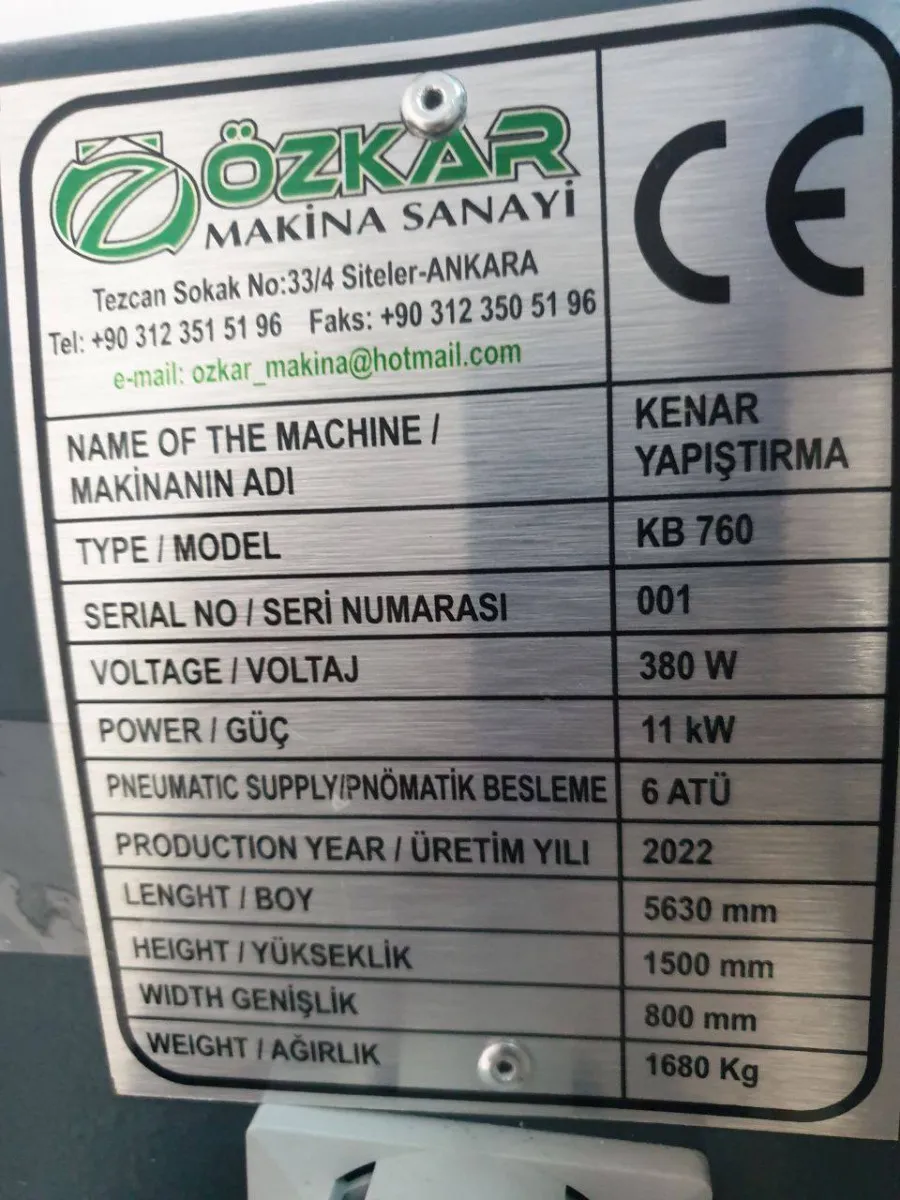 ÖZKAR
MAKİNA SANAYİ
Tezcan Sokak No:33/4 Siteler-ANKARA
Tel: +90 312 351 51 96 Faks: +90 312 350 51 96
e-mail: ozkar_makina@hotmail.com
CE
NAME OF THE MACHINE /
MAKİNANIN ADI
KENAR
YAPIŞTIRMA
TYPE / MODEL
KB 760
SERIAL NO / SERİ NUMARASI
001
VOLTAGE / VOLTAJ
380 W
POWER / GÜÇ
11 kW
PNEUMATIC SUPPLY/PNÖMATİK BESLEME
6 ATÜ
PRODUCTION YEAR / ÜRETİM YILI
2022
LENGHT / BOY
5630 mm
HEIGHT / YÜKSEKLİK
1500 mm
WIDTH GENİŞLİK
800 mm
WEIGHT / AĞIRLIK
1680 Kg